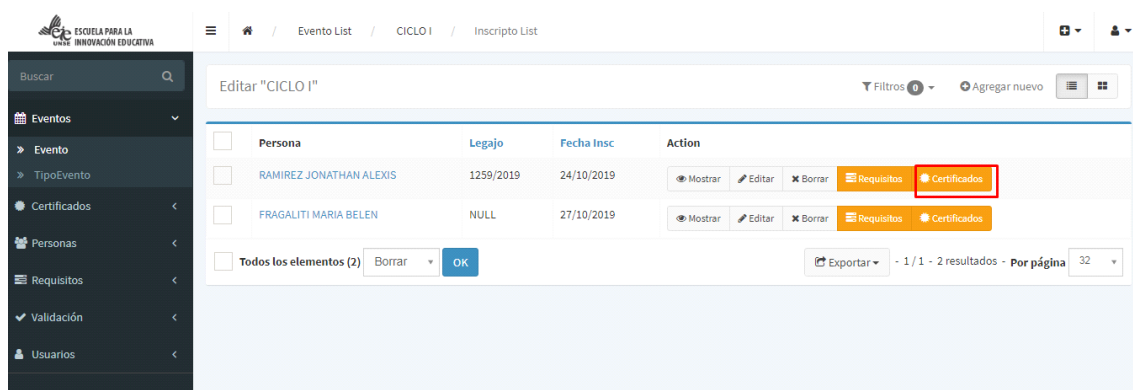 eje ESCUELA PARA LA
UNSE INNOVACIÓN EDUCATIVA
/ Evento List / CICLO I / Inscripto List
Buscar
Editar "CICLO I"
Filtros 0 Agregar nuevo
Eventos
Evento
TipoEvento
Certificados
Personas
Requisitos
Validación
Usuarios
Persona Legajo Fecha Insc Action
RAMIREZ JONATHAN ALEXIS 1259/2019 24/10/2019 Mostrar Editar Borrar Requisitos Certificados
FRAGALITI MARIA BELEN NULL 27/10/2019 Mostrar Editar Borrar Requisitos Certificados
Todos los elementos (2) Borrar OK Exportar - 1 / 1 - 2 resultados - Por página 32